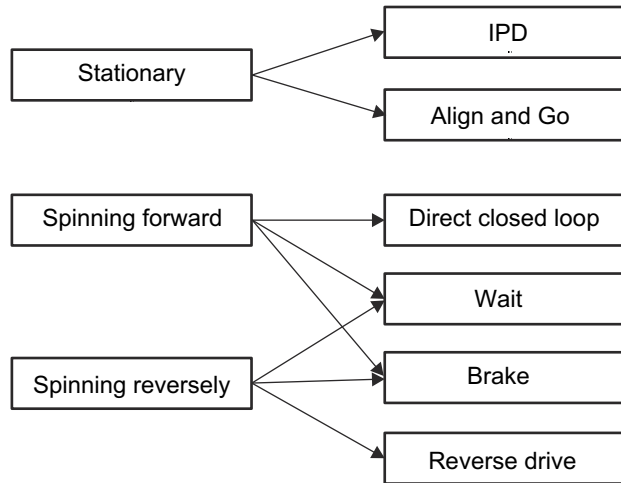 IPD
Stationary
Align and Go
Spinning forward
Direct closed loop
Wait
Spinning reversely
Brake
Reverse drive